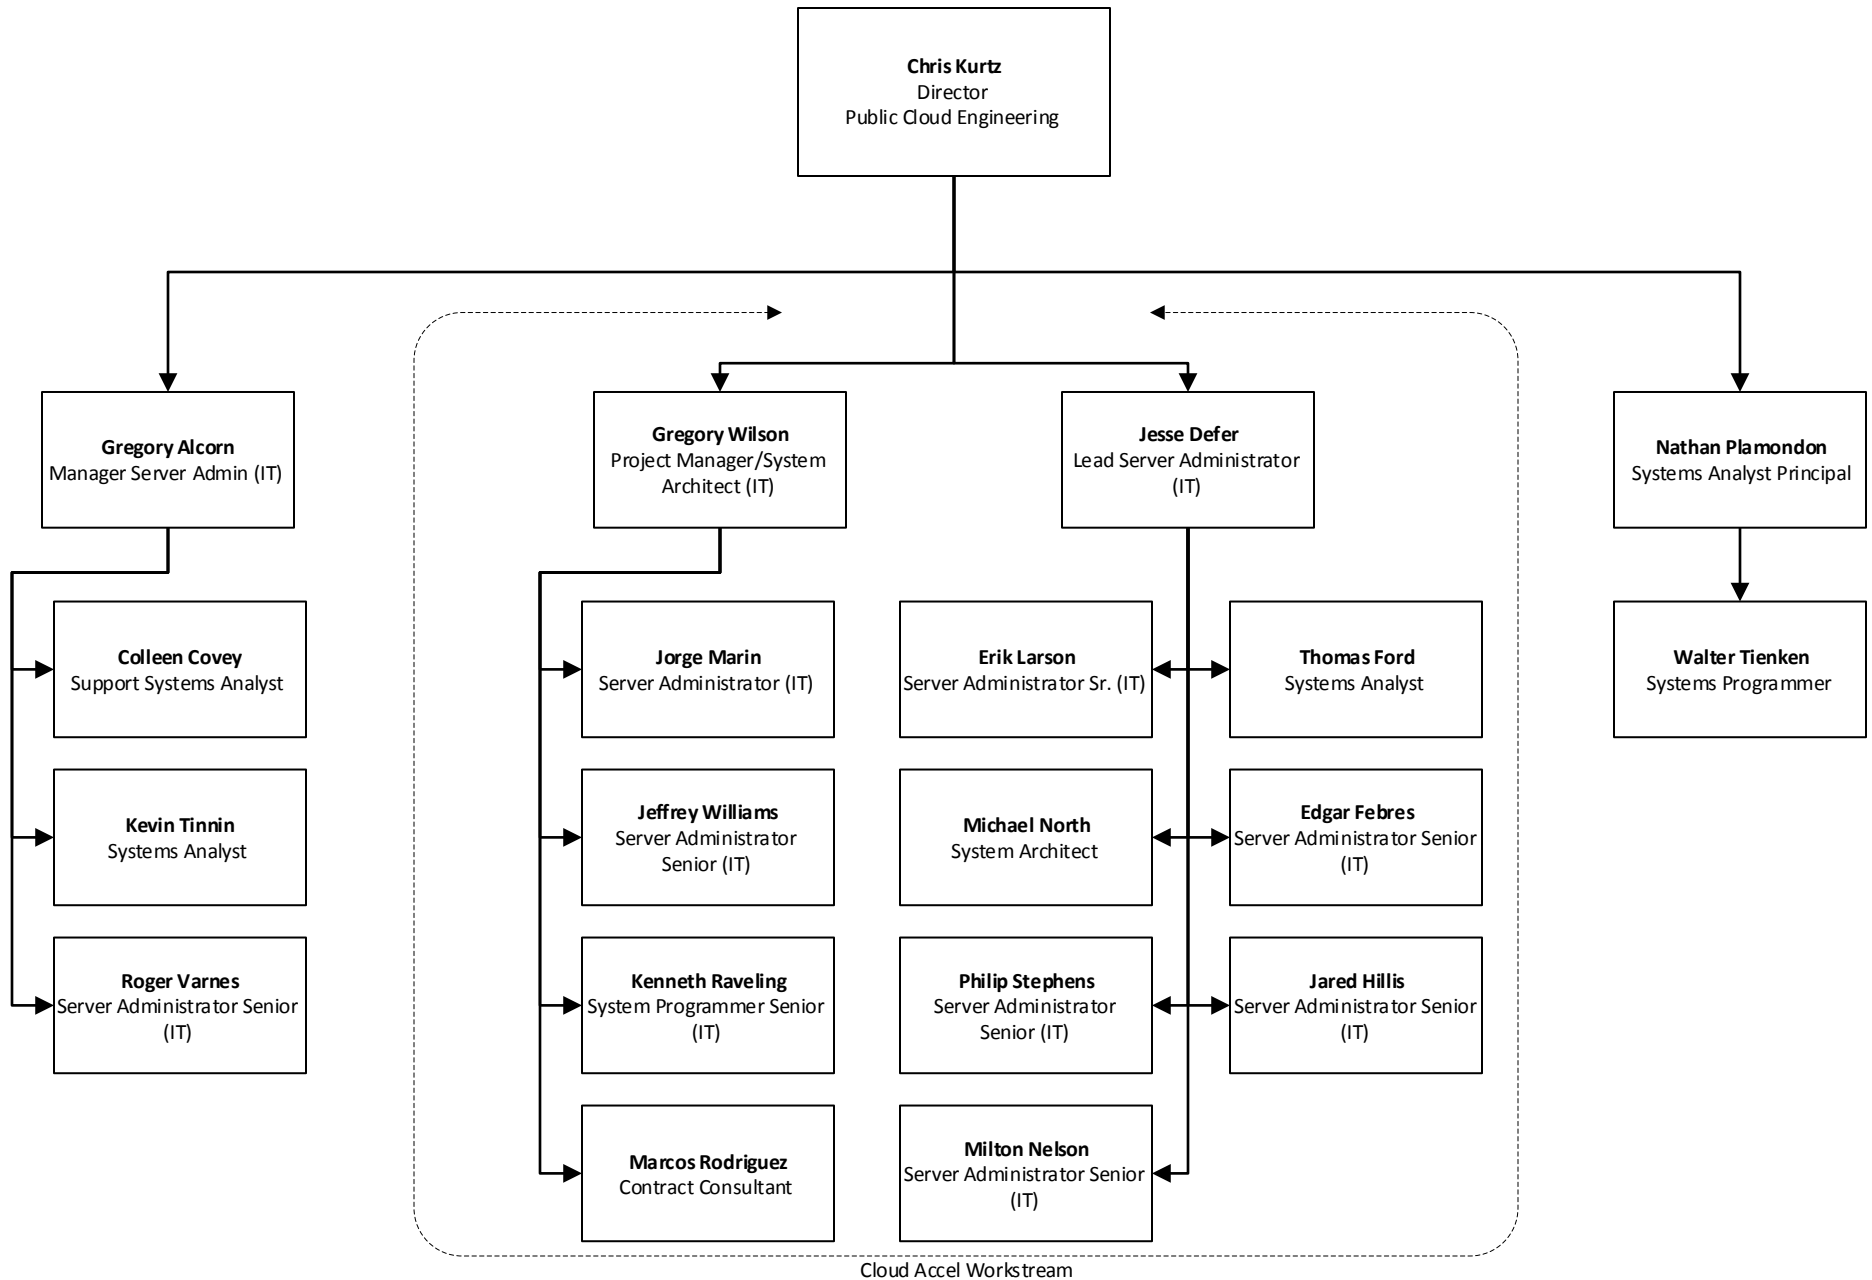 Chris Kurtz
Director
Public Cloud Engineering
Gregory Alcorn
Manager Server Admin (IT)
Gregory Wilson
Project Manager/System
Architect (IT)
Jesse Defer
Lead Server Administrator
(IT)
Nathan Plamondon
Systems Analyst Principal
Colleen Covey
Support Systems Analyst
Jorge Marin
Server Administrator (IT)
Erik Larson
Server Administrator Sr. (IT)
Thomas Ford
Systems Analyst
Walter Tienken
Systems Programmer
Kevin Tinnin
Systems Analyst
Jeffrey Williams
Server Administrator
Senior (IT)
Michael North
System Architect
Edgar Febres
Server Administrator Senior
(IT)
Roger Varnes
Server Administrator Senior
(IT)
Kenneth Raveling
System Programmer Senior
(IT)
Philip Stephens
Server Administrator
Senior (IT)
Jared Hillis
Server Administrator Senior
(IT)
Marcos Rodriguez
Contract Consultant
Milton Nelson
Server Administrator Senior
(IT)
Cloud Accel Workstream